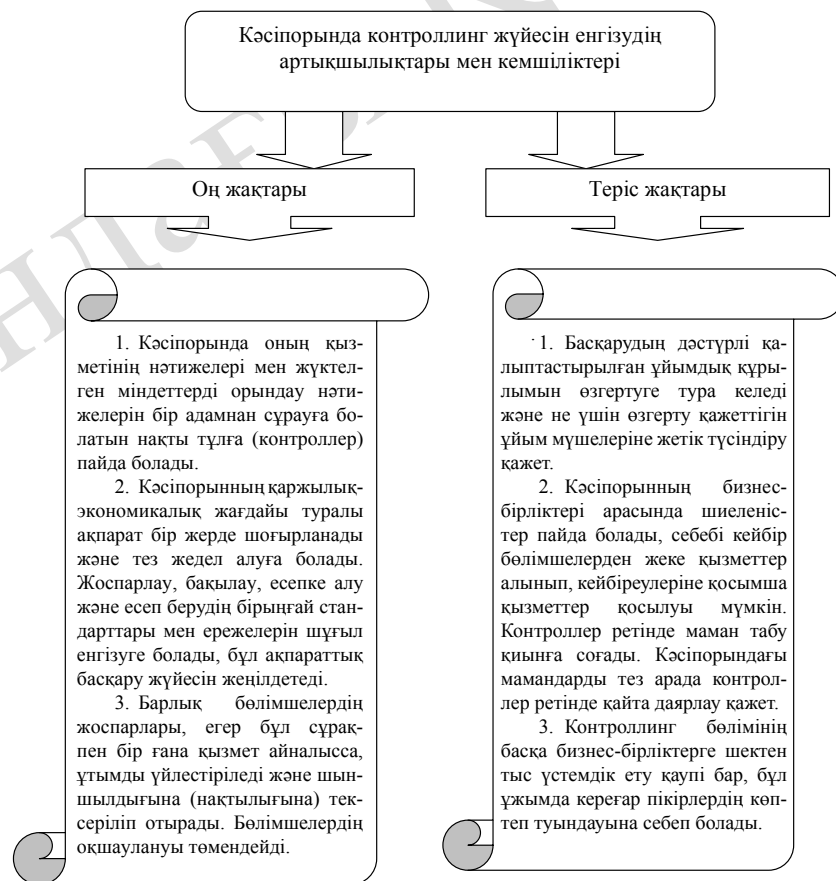 Кәсіпорында контроллинг жүйесін енгізудің
артықшылықтары мен кемшіліктері
Оң жақтары
Теріс жақтары
1. Кәсіпорында оның қыз-
метінің нәтижелері мен жүктел-
ген міндеттерді орындау нәти-
желерін бір адамнан сұрауға бо-
латын нақты тұлға (контроллер)
пайда болады.
2. Кәсіпорынның қаржылық-
экономикалық жағдайы туралы
ақпарат бір жерде шоғырланады
және тез жедел алуға болады.
Жоспарлау, бақылау, есепке алу
және есеп берудің бірыңғай стан-
дарттары мен ережелерін шұғыл
енгізуге болады, бұл ақпараттық
басқару жүйесін жеңілдетеді.
3. Барлық бөлімшелердің
жоспарлары, егер бұл сұрақ-
пен бір ғана қызмет айналысса,
ұтымды үйлестіріледі және шын-
шылдығына (нақтылығына) тек-
серіліп отырады. Бөлімшелердің
оқшаулануы төмендейді.
1. Басқарудың дәстүрлі қа-
лыптастырылған ұйымдық құры-
лымын өзгертуге тура келеді
және не үшін өзгерту қажеттігін
ұйым мүшелеріне жетік түсіндіру
қажет.
2. Кәсіпорынның бизнес-
бірліктері арасында шиеленіс-
тер пайда болады, себебі кейбір
бөлімшелерден жеке қызметтер
алынып, кейбіреулеріне қосымша
қызметтер қосылуы мүмкін.
Контроллер ретінде маман табу
қиынға соғады. Кәсіпорындағы
мамандарды тез арада контрол-
лер ретінде қайта даярлау қажет.
3. Контроллинг бөлімінің
басқа бизнес-бірліктерге шектен
тыс үстемдік ету қаупі бар, бұл
ұжымда кереғар пікірлердің көп-
теп туындауына себеп болады.